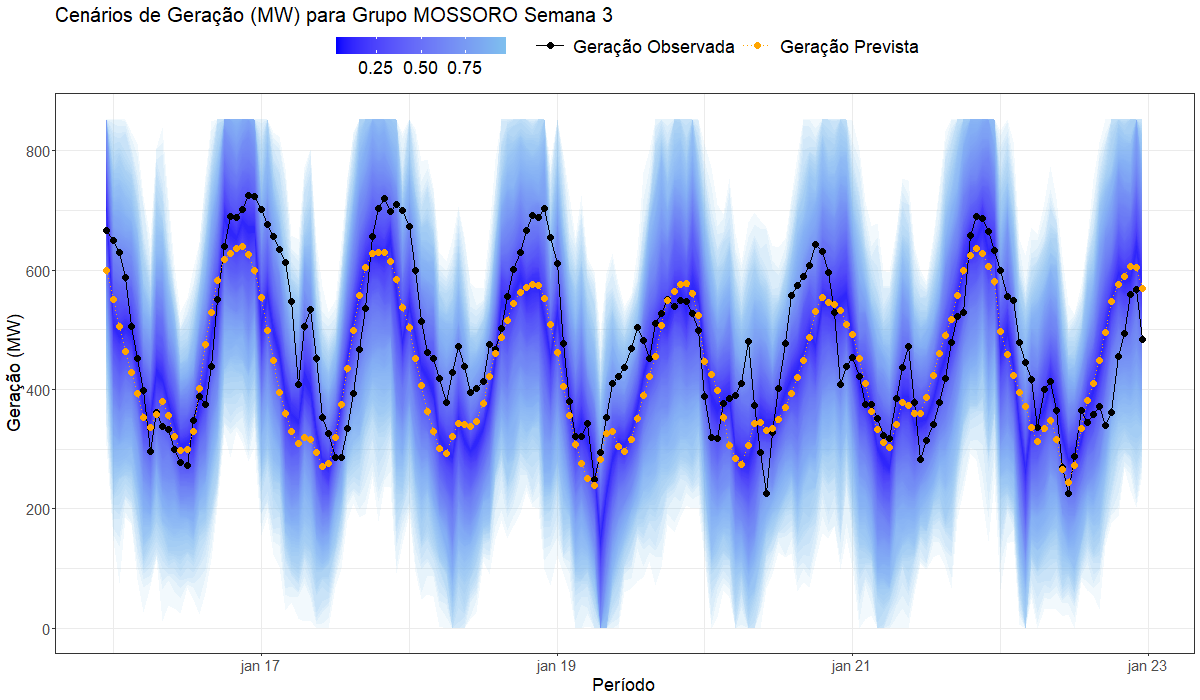 Cenários de Geração (MW) para Grupo MOSSORO Semana 3
0.25 0.50 0.75
Geração Observada
Geração Prevista
Geração (MW)
800
600
400
200
0
jan 17
jan 19
jan 21
jan 23
Período